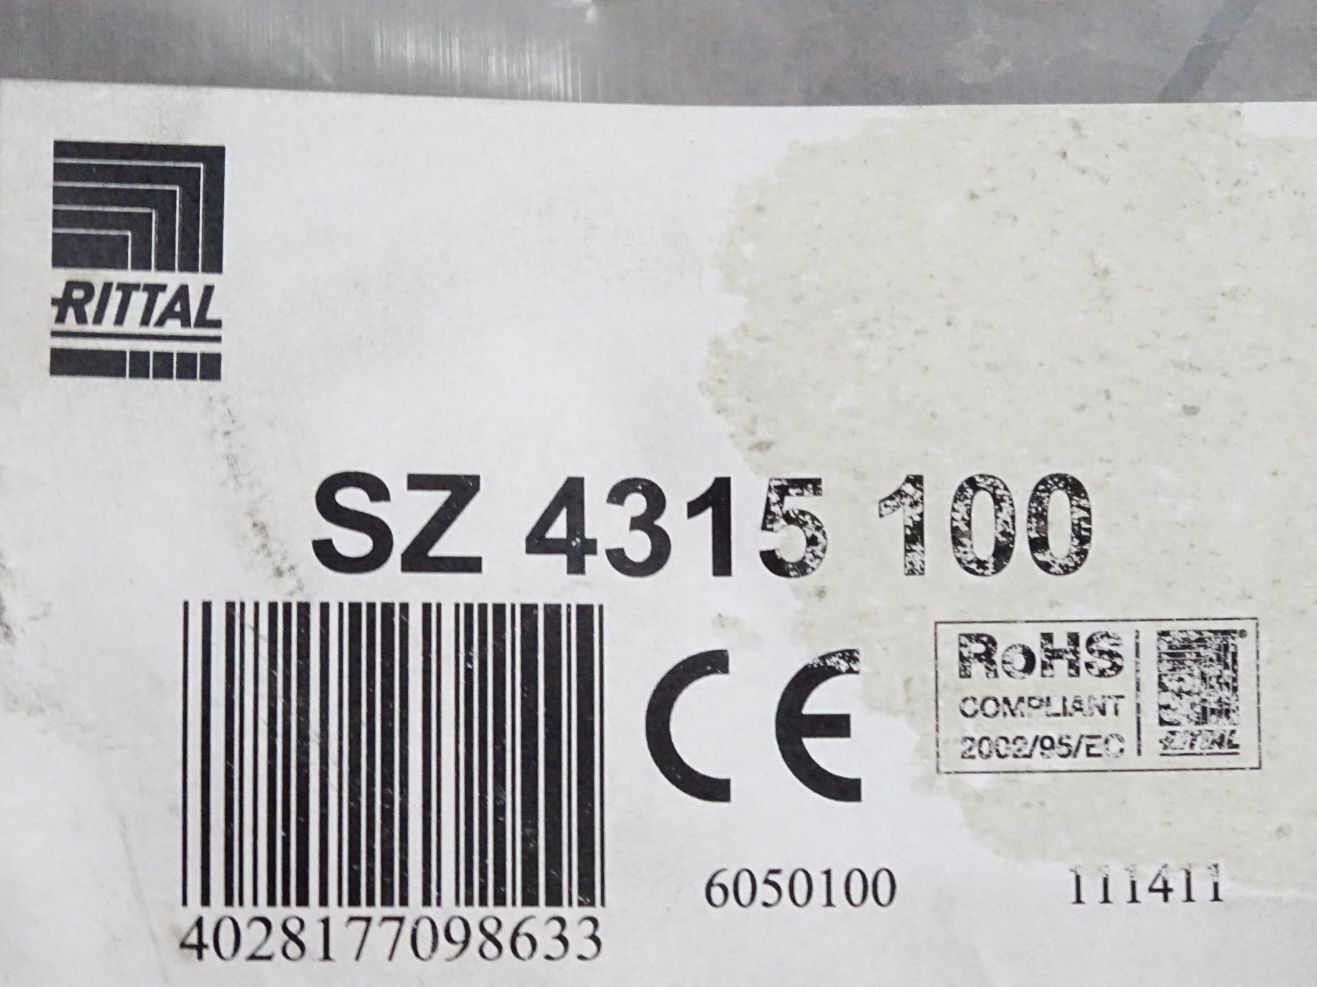 RITTAL
SZ 4315 100
RoHS
COMPLIANT
2002/95/EC
RITTAL
6050100
111411
4028177098633